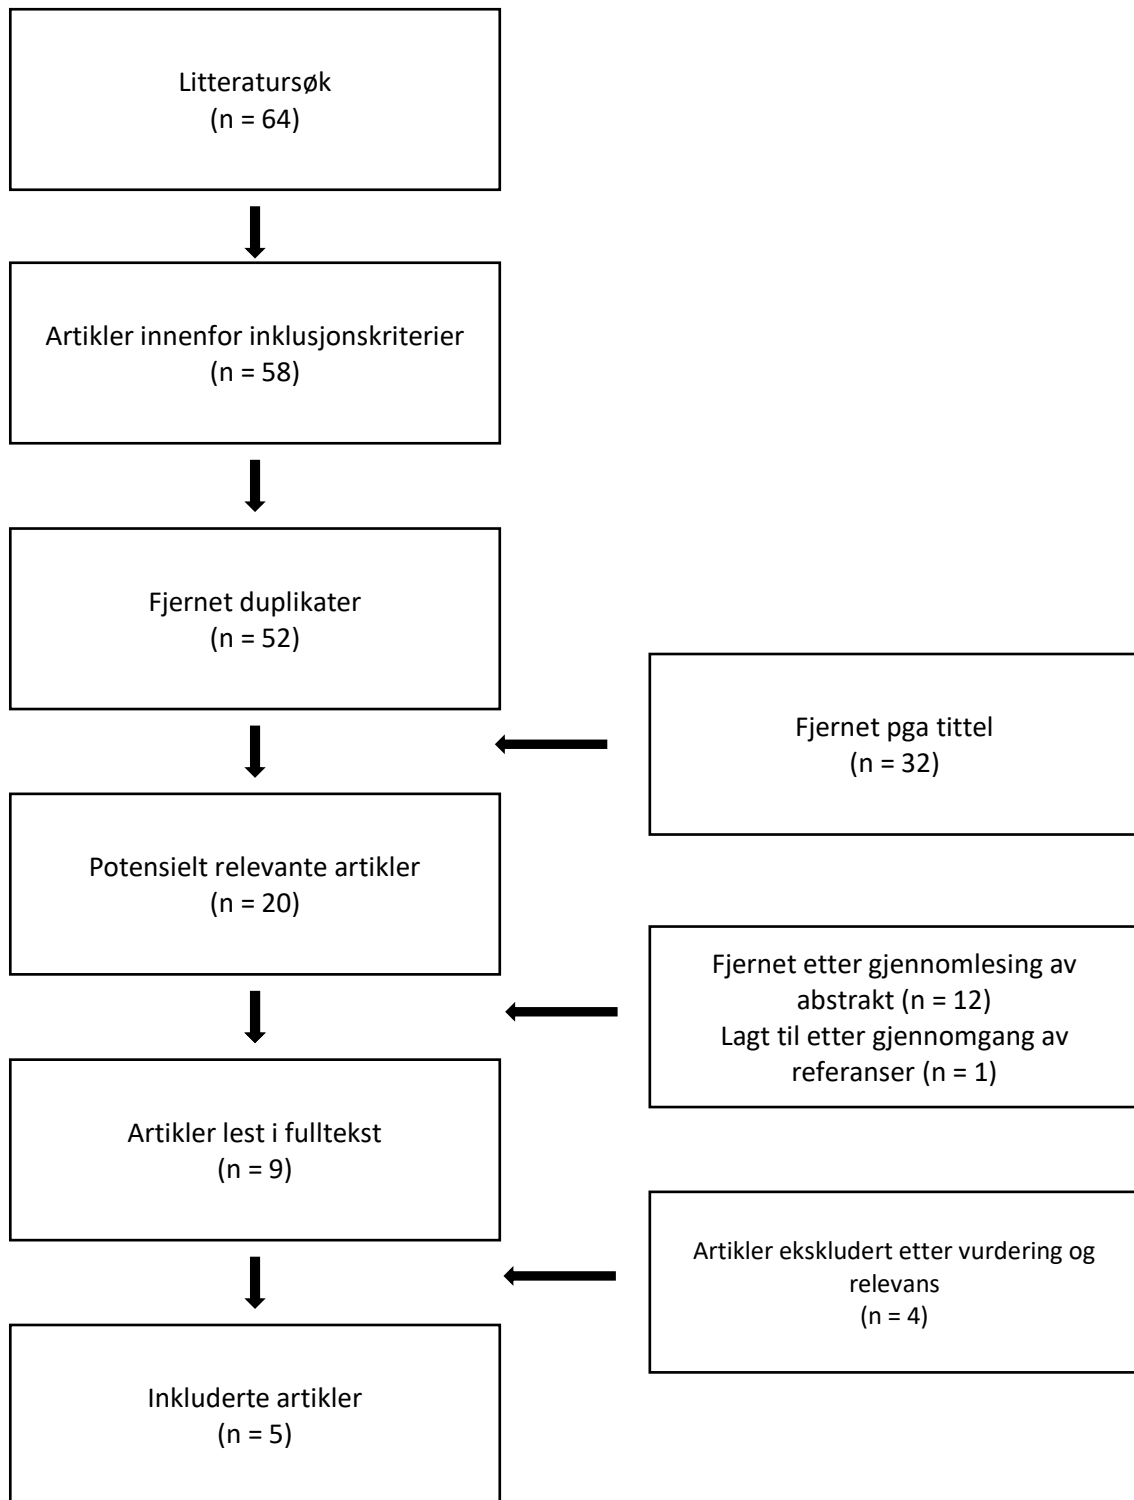 Litteratursøk
(n = 64)
Artikler innenfor inklusjonskriterier
(n = 58)
Fjernet duplikater
(n = 52)
Fjernet pga tittel
(n = 32)
Potensielt relevante artikler
(n = 20)
Fjernet etter gjennomlesing av
abstrakt (n = 12)
Lagt til etter gjennomgang av
referanser (n = 1)
Artikler lest i fulltekst
(n = 9)
Artikler ekskludert etter vurdering og
relevans
(n = 4)
Inkluderte artikler
(n = 5)